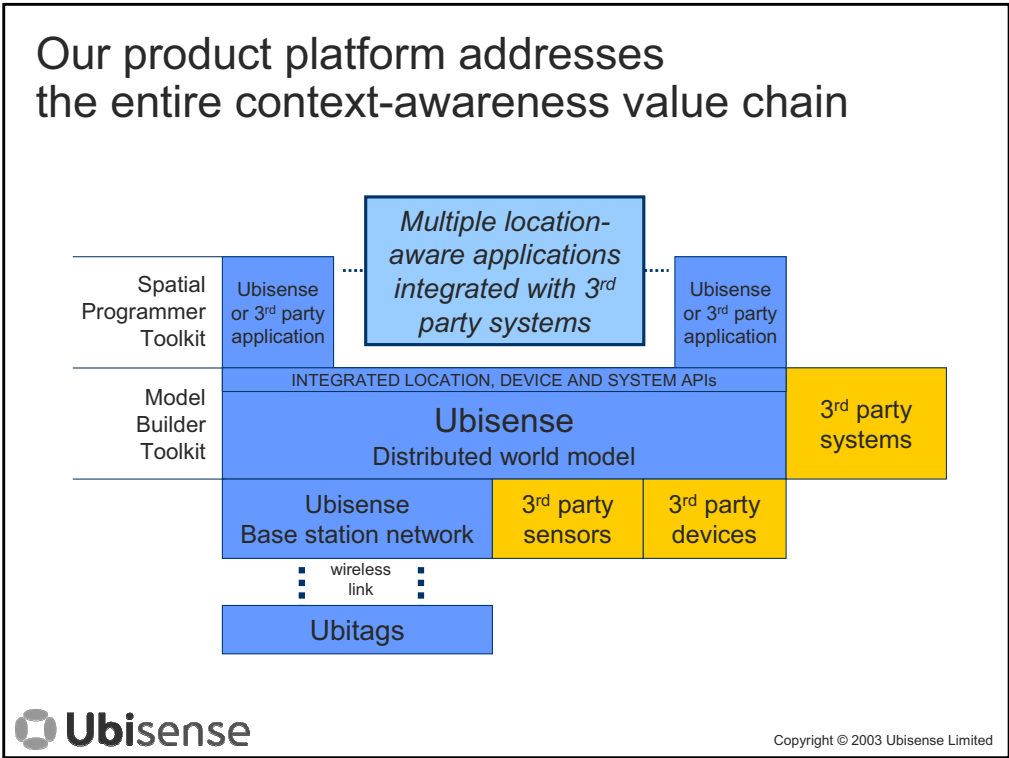 Our product platform addresses
the entire context-awareness value chain
Multiple location-
aware applications
integrated with 3rd
party systems
Spatial
Programmer
Toolkit
Ubisense
or 3rd party
application
Ubisense
or 3rd party
application
Model
Builder
Toolkit
INTEGRATED LOCATION, DEVICE AND SYSTEM APIs
Ubisense
Distributed world model
3rd party
systems
Ubisense
Base station network
3rd party
sensors
3rd party
devices
wireless
link
Ubitags
Ubisense
Copyright © 2003 Ubisense Limited